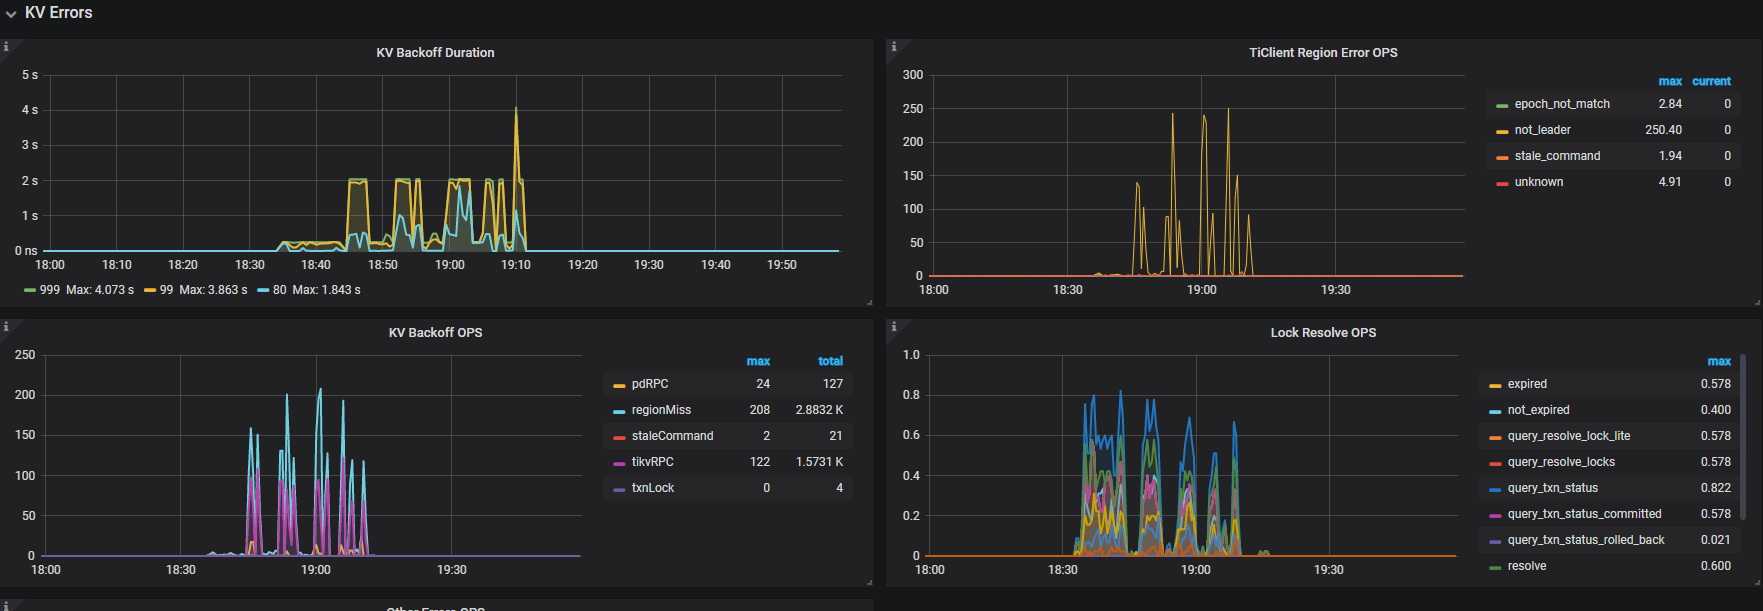 KV Errors
KV Backoff Duration
5 s
4 s
3 s
2 s
1 s
0 ns
18:00 18:10 18:20 18:30 18:40 18:50 19:00 19:10 19:20 19:30 19:40 19:50
999 Max: 4.073 s 99 Max: 3.863 s 80 Max: 1.843 s
TiClient Region Error OPS
300
250
200
150
100
50
0
18:00 18:30 19:00 19:30
max current
epoch_not_match 2.84 0
not_leader 250.40 0
stale_command 1.94 0
unknown 4.91 0
KV Backoff OPS
250
200
150
100
50
0
18:00 18:30 19:00 19:30
max total
pdRPC 24 127
regionMiss 208 2.8832 K
staleCommand 2 21
tikvRPC 122 1.5731 K
txnLock 0 4
Lock Resolve OPS
1.0
0.8
0.6
0.4
0.2
0
18:00 18:30 19:00 19:30
max
expired 0.578
not_expired 0.400
query_resolve_lock_lite 0.578
query_resolve_locks 0.578
query_txn_status 0.822
query_txn_status_committed 0.578
query_txn_status_rolled_back 0.021
resolve 0.600
Other Errors OPS